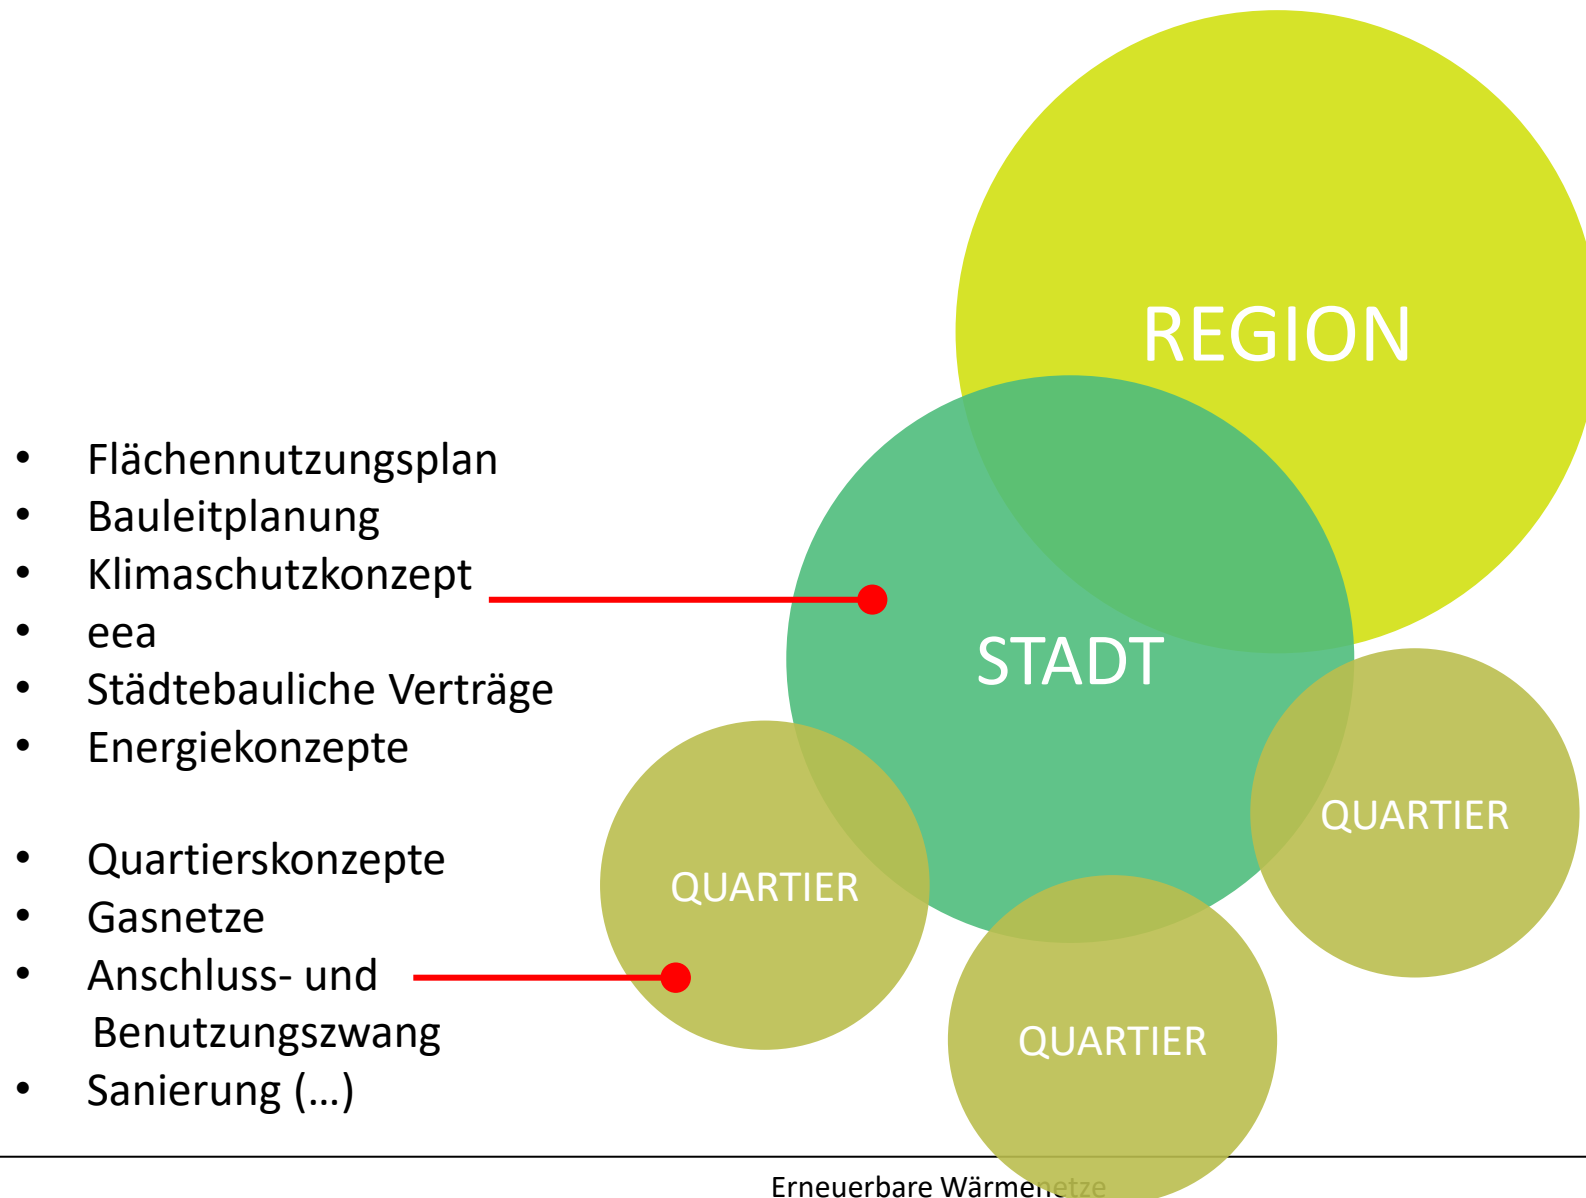 REGION
• Flächennutzungsplan
• Bauleitplanung
• Klimaschutzkonzept
• eea
• Städtebauliche Verträge
• Energiekonzepte
STADT
• Quartierskonzepte
• Gasnetze
• Anschluss- und
Benutzungszwang
• Sanierung (…)
QUARTIER
QUARTIER
QUARTIER
Erneuerbare Wärmenetze